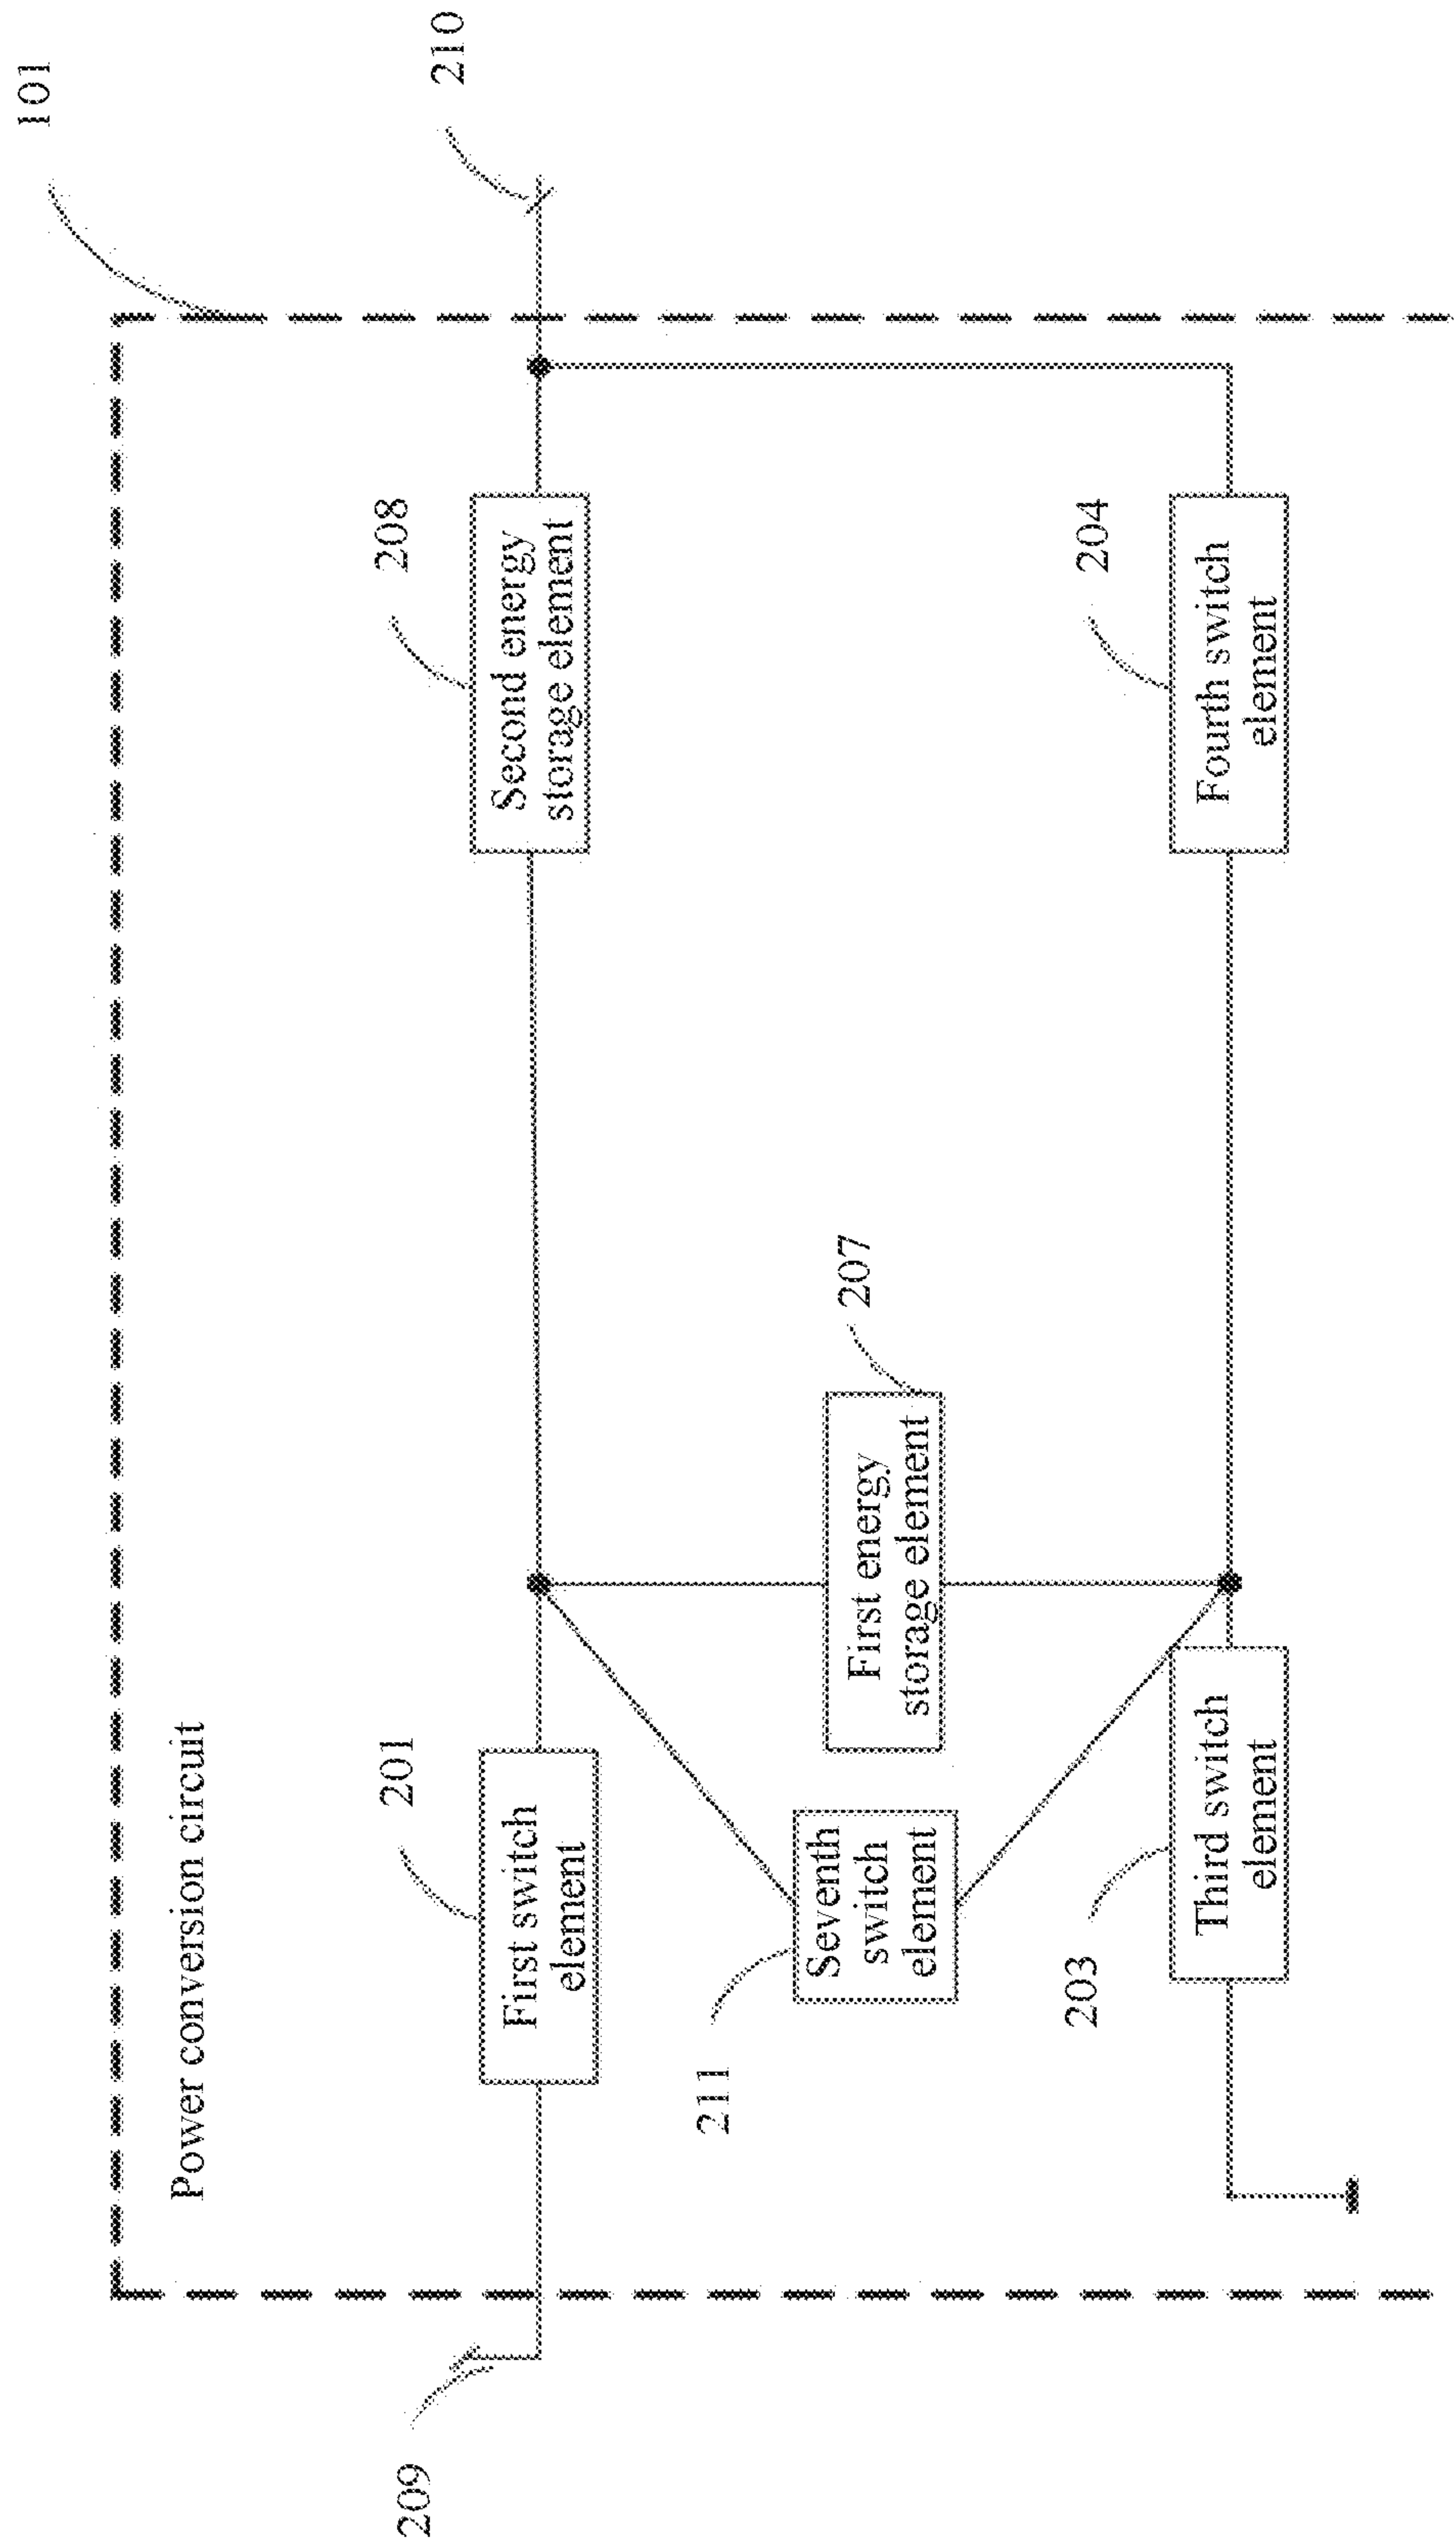 101
210
Power conversion circuit
209
201
First switch
element
208
Second energy
storage element
207
First energy
storage element
211
Seventh
switch
element
203
Third switch
element
204
Fourth switch
element